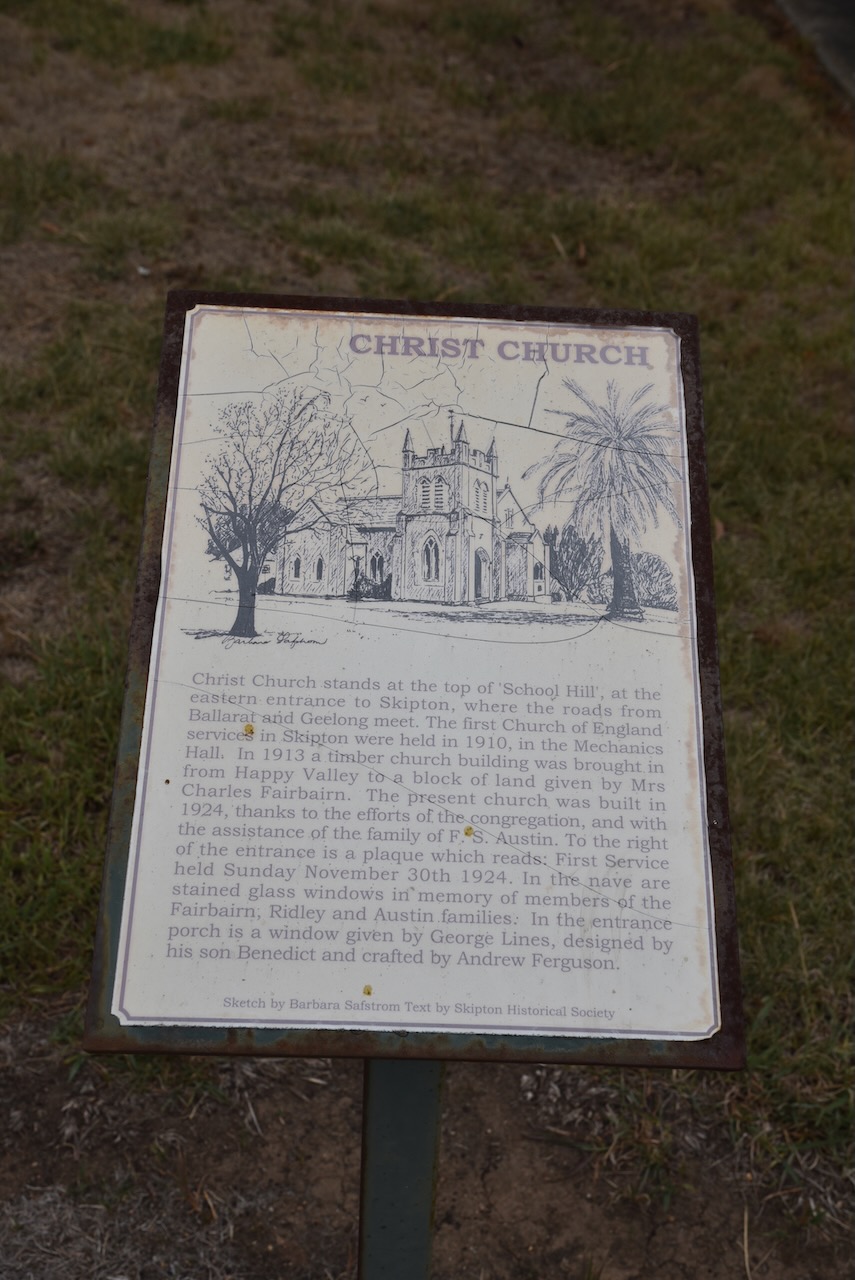 CHRIST CHURCH
Barbara Safstrom
Christ Church stands at the top of 'School Hill', at the
eastern entrance to Skipton, where the roads from
Ballarat and Geelong meet. The first Church of England
services in Skipton were held in 1910, in the Mechanics
Hall. In 1913 a timber church building was brought in
from Happy Valley to a block of land given by Mrs
Charles Fairbairn. The present church was built in
1924, thanks to the efforts of the congregation, and with
the assistance of the family of F. S. Austin. To the right
of the entrance is a plaque which reads: First Service
held Sunday November 30th 1924. In the nave are
stained glass windows in memory of members of the
Fairbairn, Ridley and Austin families. In the entrance
porch is a window given by George Lines, designed by
his son Benedict and crafted by Andrew Ferguson.
Sketch by Barbara Safstrom Text by Skipton Historical Society